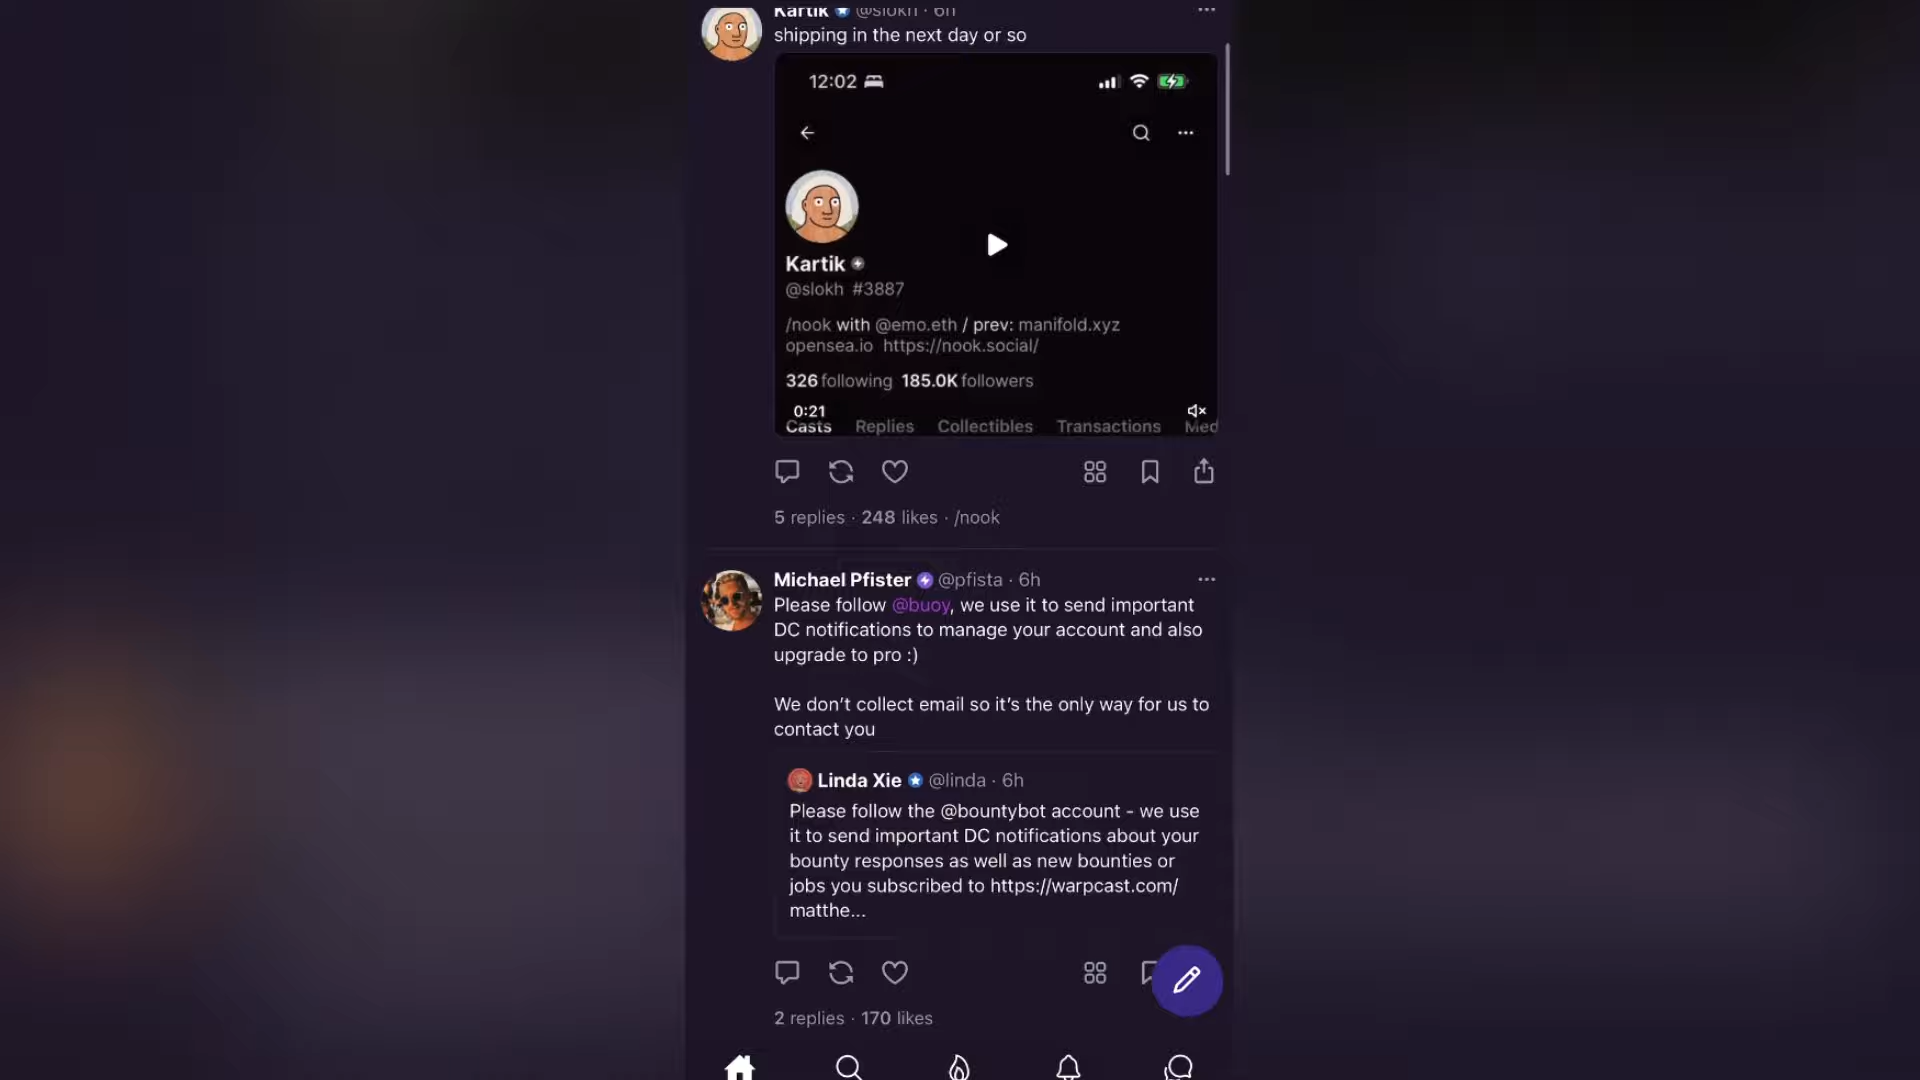 Kartik @slokh · 6h
shipping in the next day or so
12:02
Kartik
@slokh #3887
/nook with @emo.eth / prev: manifold.xyz
opensea.io https://nook.social/
326 following 185.0K followers
0:21
Casts Replies Collectibles Transactions Med
5 replies · 248 likes · /nook
Michael Pfister @pfista · 6h
Please follow @buoy, we use it to send important
DC notifications to manage your account and also
upgrade to pro :)
We don’t collect email so it’s the only way for us to
contact you
Linda Xie @linda · 6h
Please follow the @bountybot account - we use
it to send important DC notifications about your
bounty responses as well as new bounties or
jobs you subscribed to https://warpcast.com/
matthe...
2 replies · 170 likes